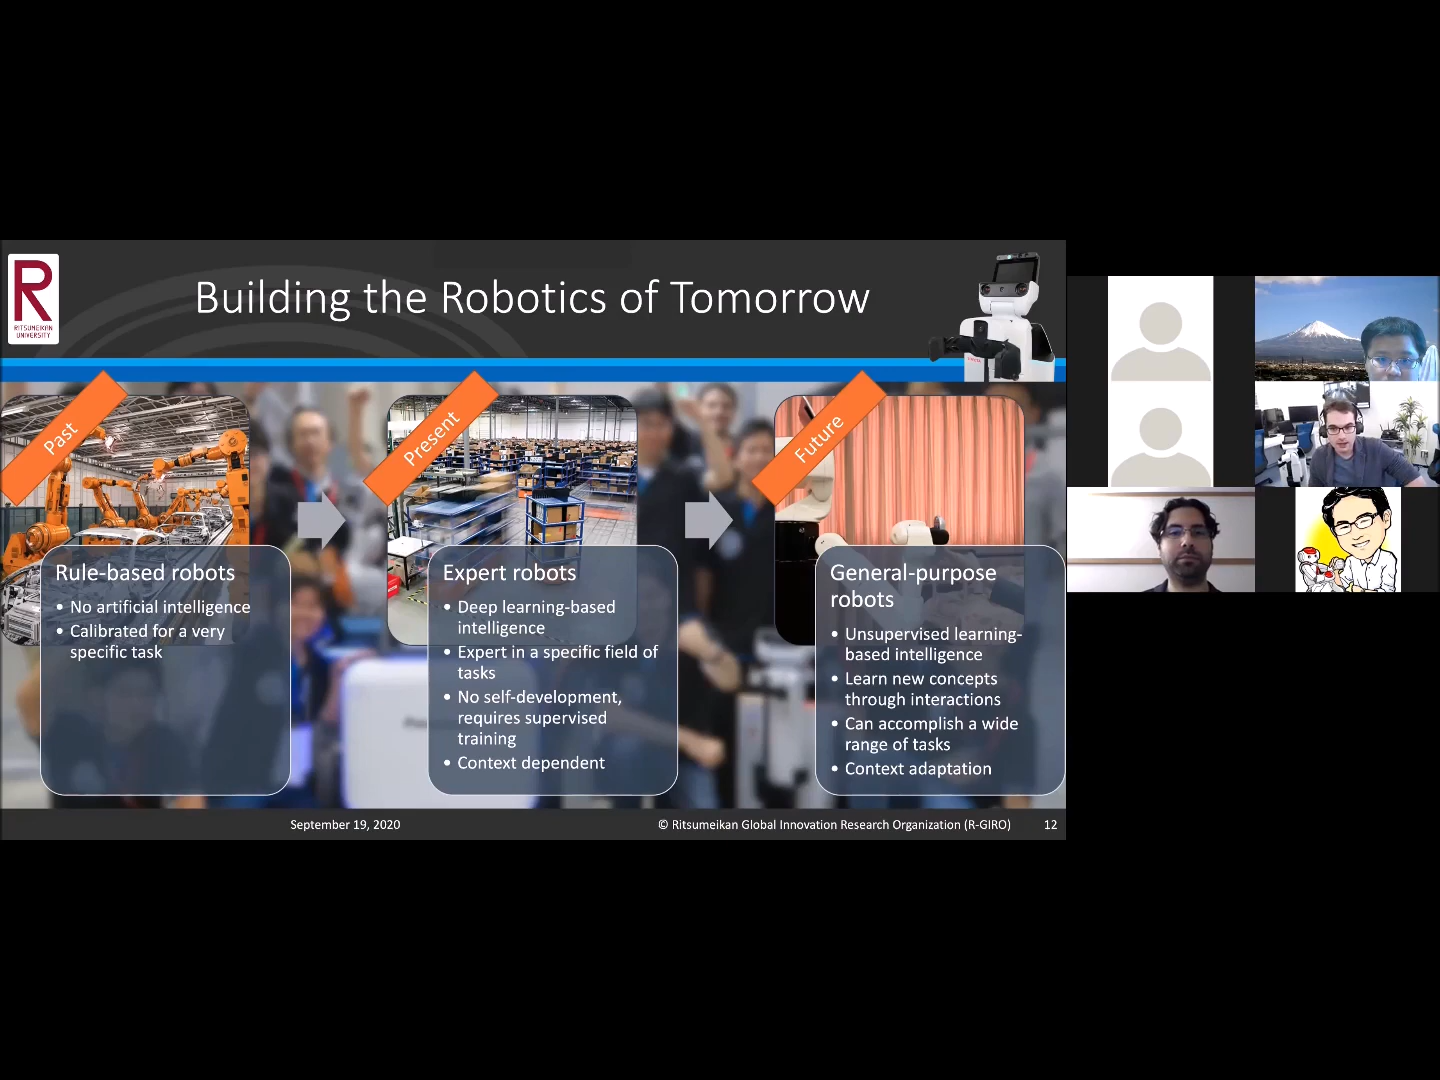 Building the Robotics of Tomorrow
R
RITSUMEIKAN
UNIVERSITY
Past
Rule-based robots
• No artificial intelligence
• Calibrated for a very
specific task
Present
Expert robots
• Deep learning-based
intelligence
• Expert in a specific field of
tasks
• No self-development,
requires supervised
training
• Context dependent
Future
General-purpose
robots
• Unsupervised learning-
based intelligence
• Learn new concepts
through interactions
• Can accomplish a wide
range of tasks
• Context adaptation
September 19, 2020
© Ritsumeikan Global Innovation Research Organization (R-GIRO)
12